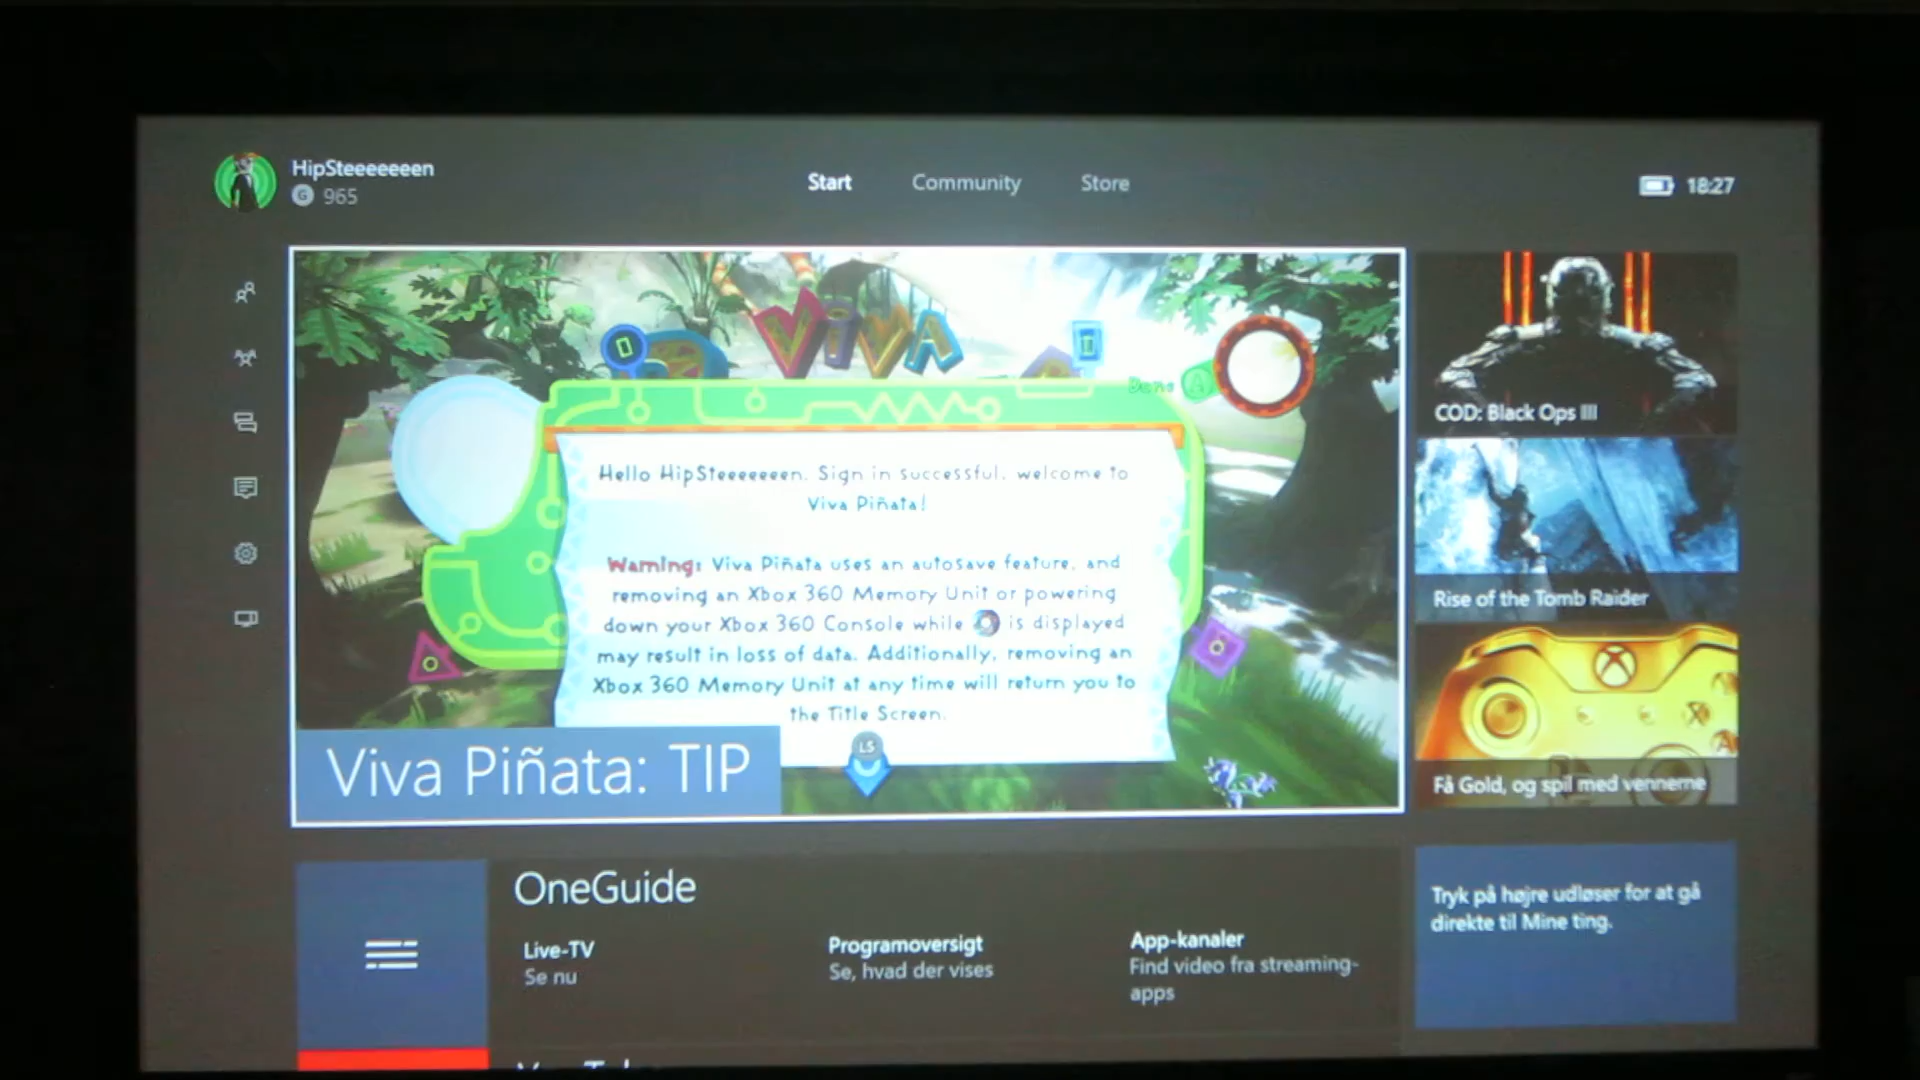 HipSteeeeeeen
G 965
Start
Community
Store
18:27
VIVA
Done A
Hello HipSteeeeeeen. Sign in successful, welcome to
Viva Piñata!
Warning: Viva Piñata uses an autosave feature, and
removing an Xbox 360 Memory Unit or powering
down your Xbox 360 Console while is displayed
may result in loss of data. Additionally, removing an
Xbox 360 Memory Unit at any time will return you to
the Title Screen.
LS
Viva Piñata: TIP
COD: Black Ops III
Rise of the Tomb Raider
Få Gold, og spil med vennerne
OneGuide
Live-TV
Se nu
Programoversigt
Se, hvad der vises
App-kanaler
Find video fra streaming-
apps
Tryk på højre udløser for at gå
direkte til Mine ting.